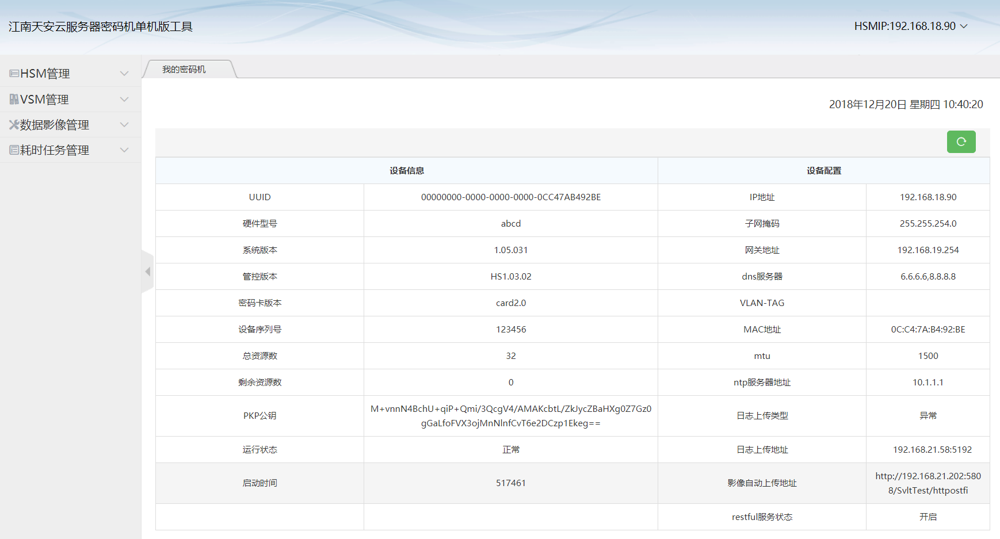 江南天安云服务器密码机单机版工具
HSMIP:192.168.18.90
HSM管理
VSM管理
数据影像管理
耗时任务管理
我的密码机
2018年12月20日 星期四 10:40:20
设备信息 设备配置
UUID 00000000-0000-0000-0000-0CC47AB492BE IP地址 192.168.18.90
硬件型号 abcd 子网掩码 255.255.254.0
系统版本 1.05.031 网关地址 192.168.19.254
管控版本 HS1.03.02 dns服务器 6.6.6.6,8.8.8.8
密码卡版本 card2.0 VLAN-TAG
设备序列号 123456 MAC地址 0C:C4:7A:B4:92:BE
总资源数 32 mtu 1500
剩余资源数 0 ntp服务器地址 10.1.1.1
PKP公钥 M+vnnN4BchU+qiP+Qmi/3QcgV4/AMAKcbtL/ZkJycZBaHXg0Z7Gz0
gGaLfoFVX3ojMnNlnfCvT6e2DCzp1Ekeg== 日志上传类型 异常
运行状态 正常 日志上传地址 192.168.21.58:5192
启动时间 517461 影像自动上传地址 http://192.168.21.202:580
8/SvltTest/httpostfi
restful服务状态 开启